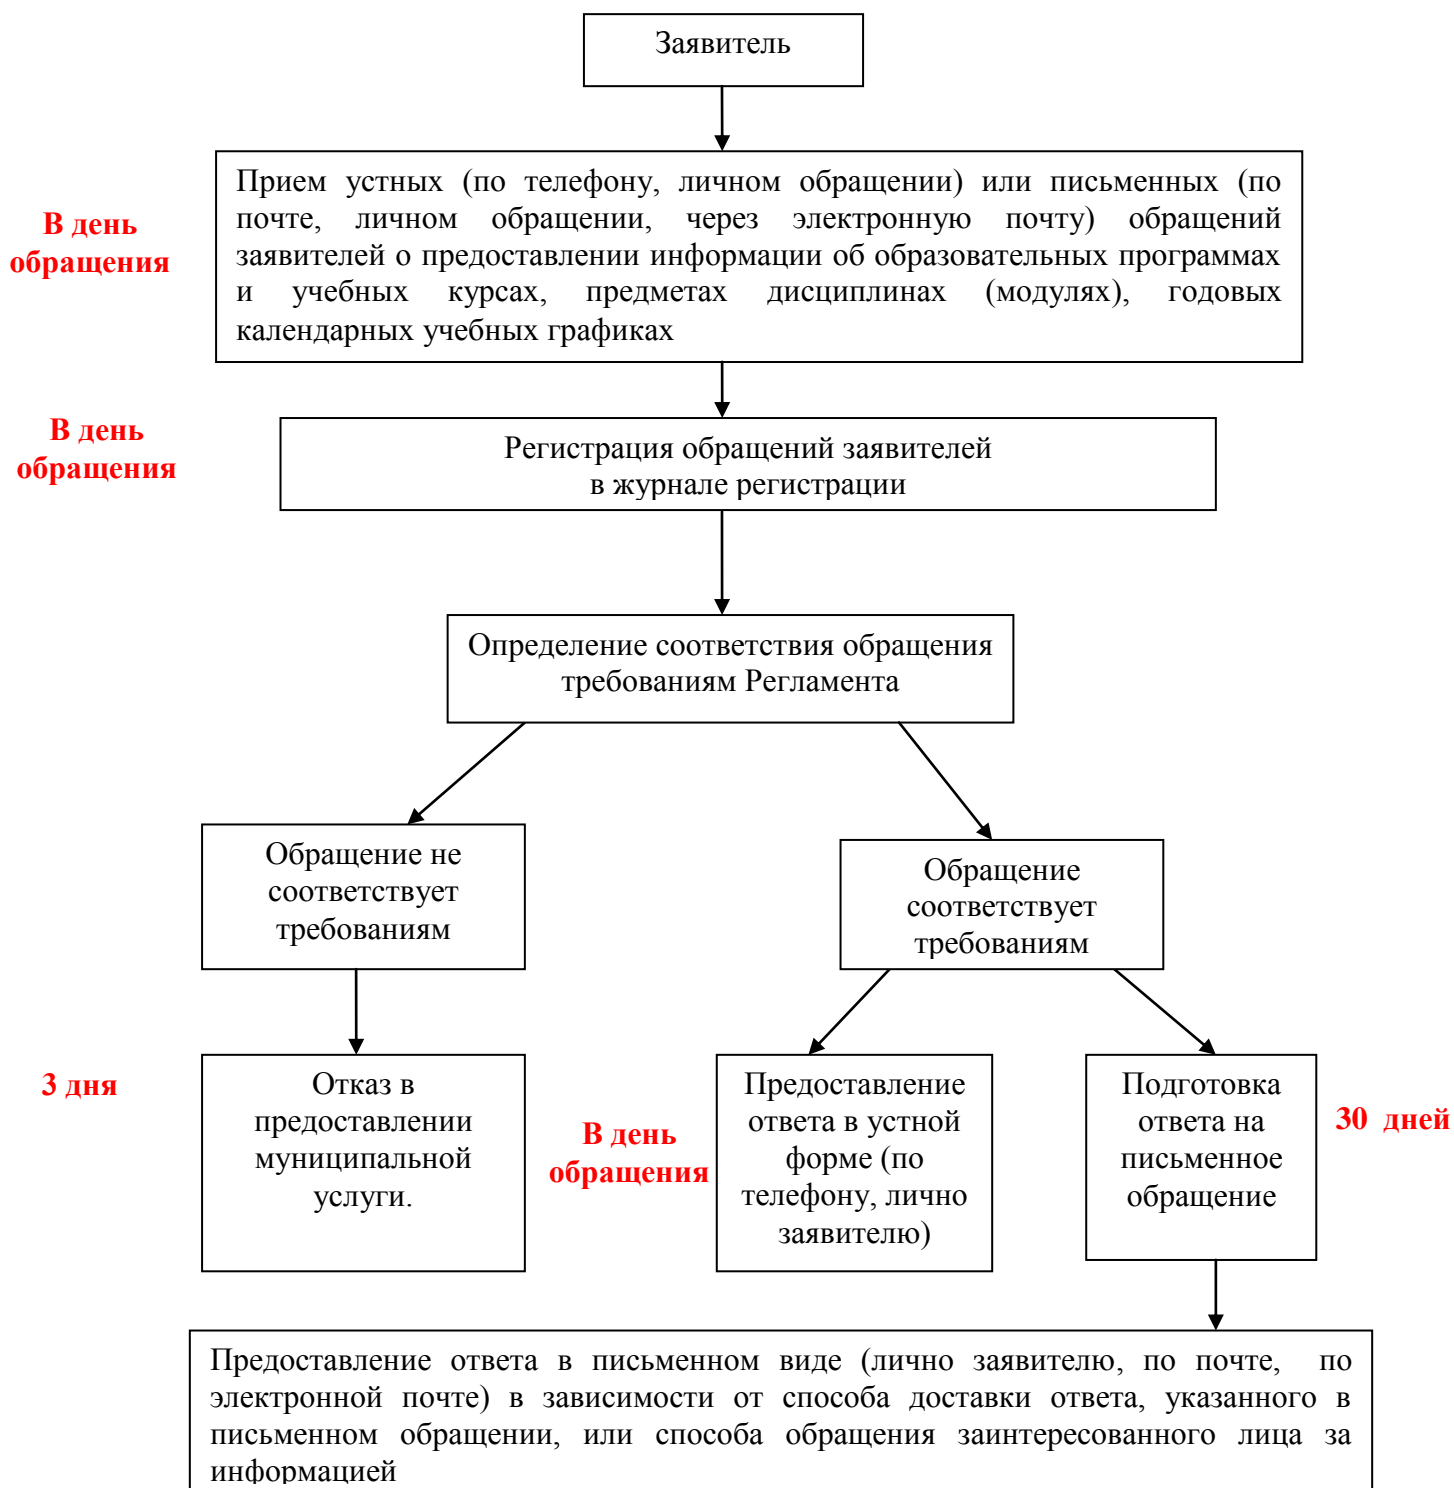 Заявитель
В день
обращения
Прием устных (по телефону, личном обращении) или письменных (по
почте, личном обращении, через электронную почту) обращений
заявителей о предоставлении информации об образовательных программах
и учебных курсах, предметах дисциплинах (модулях), годовых
календарных учебных графиках
В день
обращения
Регистрация обращений заявителей
в журнале регистрации
Определение соответствия обращения
требованиям Регламента
Обращение не
соответствует
требованиям
Обращение
соответствует
требованиям
3 дня
Отказ в
предоставлении
муниципальной
услуги.
В день
обращения
Предоставление
ответа в устной
форме (по
телефону, лично
заявителю)
Подготовка
ответа на
письменное
обращение
30 дней
Предоставление ответа в письменном виде (лично заявителю, по почте, по
электронной почте) в зависимости от способа доставки ответа, указанного в
письменном обращении, или способа обращения заинтересованного лица за
информацией